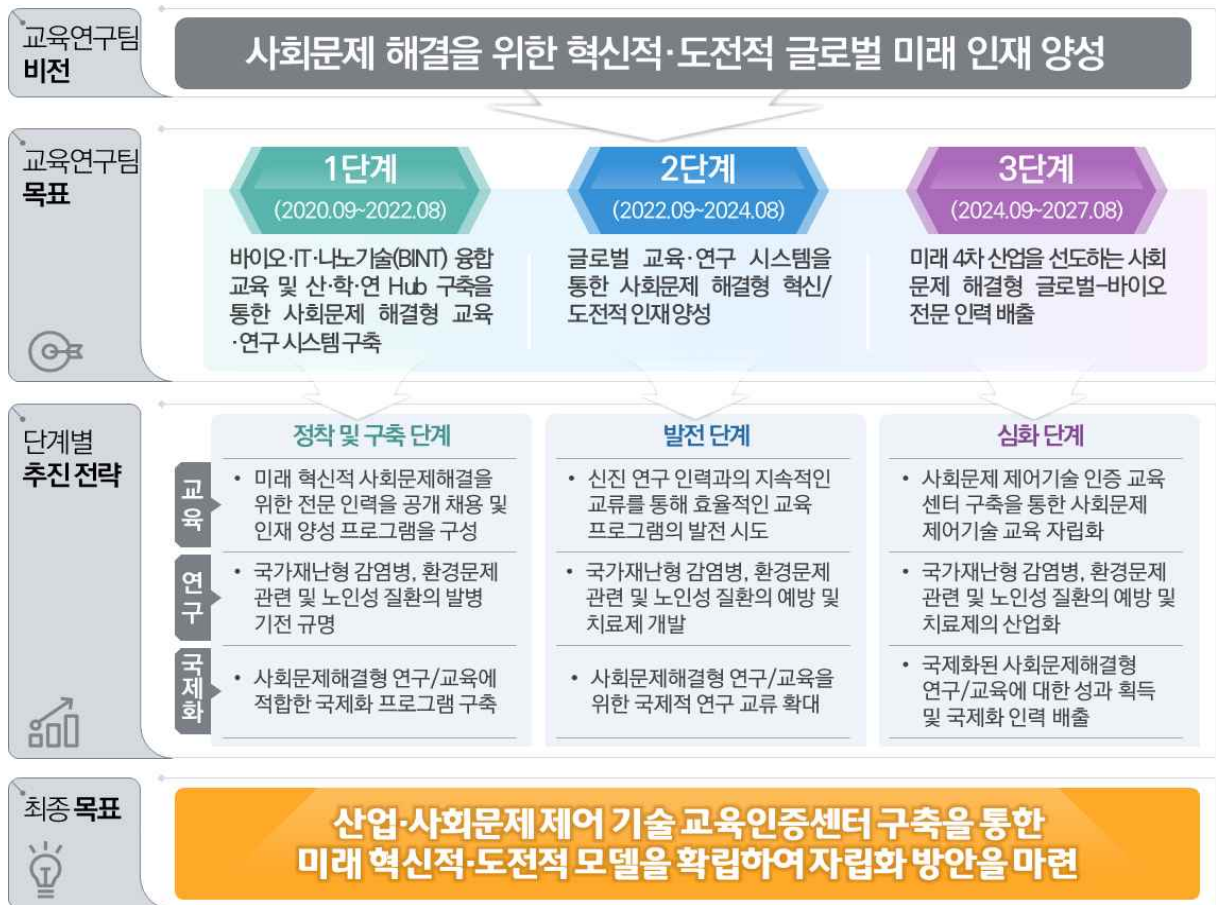 교육연구팀
비전
사회문제 해결을 위한 혁신적·도전적 글로벌 미래 인재 양성
교육연구팀
목표
1단계
(2020.09~2022.08)
바이오·IT·나노기술(BINT) 융합
교육 및 산·학·연 Hub 구축을
통한 사회문제 해결형 교육
·연구 시스템 구축
2단계
(2022.09~2024.08)
글로벌 교육·연구 시스템을
통한 사회문제 해결형 혁신/
도전적 인재 양성
3단계
(2024.09~2027.08)
미래 4차 산업을 선도하는 사회
문제 해결형 글로벌-바이오
전문 인력 배출
단계별
추진 전략
정착 및 구축 단계
발전 단계
심화 단계
교육
• 미래 혁신적 사회문제해결을
위한 전문 인력을 공개 채용 및
인재 양성 프로그램을 구성
• 신진 연구 인력과의 지속적인
교류를 통해 효율적인 교육
프로그램의 발전 시도
• 사회문제 제어기술 인증 교육
센터 구축을 통한 사회문제
제어기술 교육 자립화
연구
• 국가재난형 감염병, 환경문제
관련 및 노인성 질환의 발병
기전 규명
• 국가재난형 감염병, 환경문제
관련 및 노인성 질환의 예방 및
치료제 개발
• 국가재난형 감염병, 환경문제
관련 및 노인성 질환의 예방 및
치료제의 산업화
국제화
• 사회문제해결형 연구/교육에
적합한 국제화 프로그램 구축
• 사회문제해결형 연구/교육을
위한 국제적 연구 교류 확대
• 국제화된 사회문제해결형
연구/교육에 대한 성과 획득
및 국제화 인력 배출
최종 목표
산업·사회문제 제어 기술 교육인증센터 구축을 통한
미래 혁신적·도전적 모델을 확립하여 자립화 방안을 마련